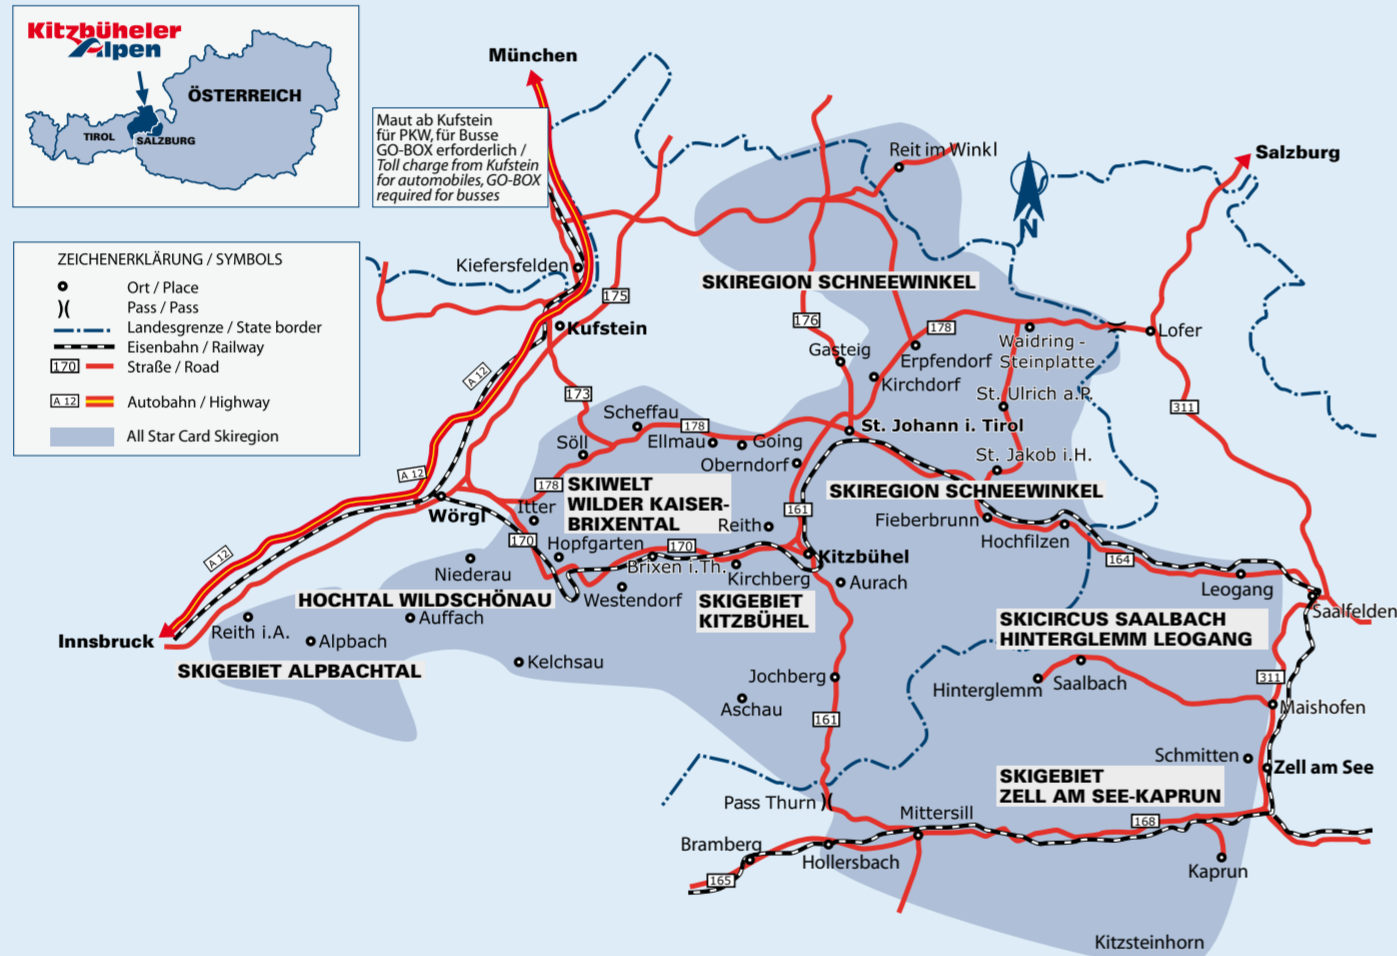 Kitzbüheler
Alpen
ÖSTERREICH
TIROL
SALZBURG
München
Maut ab Kufstein
für PKW, für Busse
GO-BOX erforderlich /
Toll charge from Kufstein
for automobiles, GO-BOX
required for busses
Reit im Winkl
Salzburg
N
ZEICHENERKLÄRUNG / SYMBOLS
Ort / Place
Pass / Pass
Landesgrenze / State border
Eisenbahn / Railway
170 Straße / Road
A 12 Autobahn / Highway
All Star Card Skiregion
Kiefersfelden
SKIREGION SCHNEEWINKEL
175
Kufstein
176
178
Lofer
Gasteig
Erpfendorf
Waidring -
Steinplatte
A 12
Kirchdorf
173
St. Ulrich a.P.
311
Scheffau
178
Söll
Ellmau
Going
St. Johann i. Tirol
Oberndorf
St. Jakob i.H.
A 12
178
SKIWELT
WILDER KAISER-
BRIXENTAL
SKIREGION SCHNEEWINKEL
Wörgl
Itter
161
Reith
Fieberbrunn
170
Hopfgarten
170
Hochfilzen
A 12
Brixen i.Th.
Kitzbühel
164
Niederau
Kirchberg
Aurach
Leogang
HOCHTAL WILDSCHÖNAU
Westendorf
SKIGEBIET
KITZBÜHEL
Saalfelden
Reith i.A.
Auffach
SKICIRCUS SAALBACH
HINTERGLEMM LEOGANG
Innsbruck
Alpbach
SKIGEBIET ALPBACHTAL
Kelchsau
Jochberg
Hinterglemm
Saalbach
311
Aschau
161
Maishofen
Schmitten
Zell am See
SKIGEBIET
ZELL AM SEE-KAPRUN
Pass Thurn
Mittersill
168
Bramberg
Hollersbach
165
Kaprun
Kitzsteinhorn